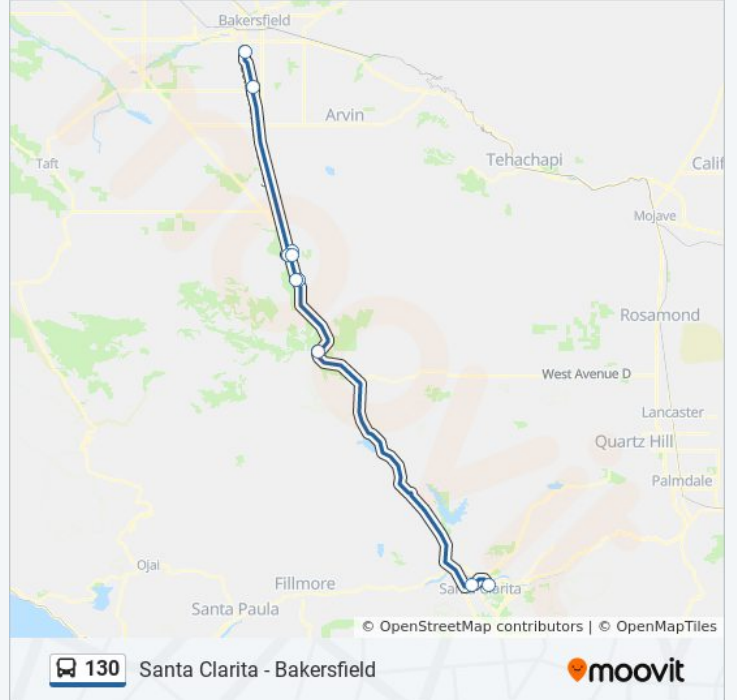 Bakersfield
Arvin
Tehachapi
Taft
Calif
Mojave
Rosamond
West Avenue D
Lancaster
Quartz Hill
Palmdale
Ojai
Fillmore
Santa Clarita
Santa Paula
© OpenStreetMap contributors | © OpenMapTiles
130 Santa Clarita - Bakersfield
moovit